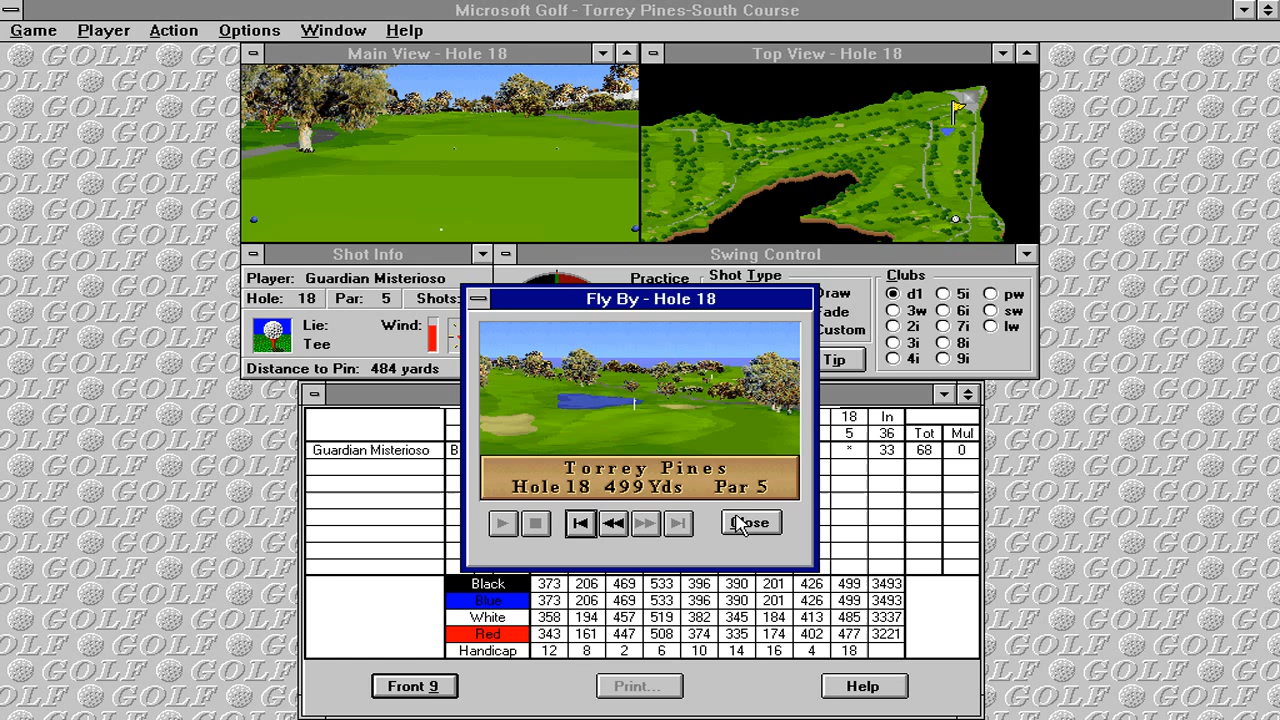 Microsoft Golf - Torrey Pines-South Course
Game Player Action Options Window Help
Main View - Hole 18
Top View - Hole 18
Shot Info
Swing Control
Player: Guardian Misterioso
Hole: 18 Par: 5 Shots:
Lie: Wind:
Tee
Distance to Pin: 484 yards
Practice Shot Type
Draw
Fade
Custom
Tip
Clubs
d1 5i pw
3w 6i sw
2i 7i lw
3i 8i
4i 9i
Fly By - Hole 18
Torrey Pines
Hole 18 499 Yds Par 5
Close
18 In
5 36 Tot Mul
Guardian Misterioso B * 33 68 0
Black 373 206 469 533 396 390 201 426 499 3493
Blue 373 206 469 533 396 390 201 426 499 3493
White 358 194 457 519 382 345 184 413 485 3337
Red 343 161 447 508 374 335 174 402 477 3221
Handicap 12 8 2 6 10 14 16 4 18
Front 9 Print... Help
GOLF GOLF GOLF